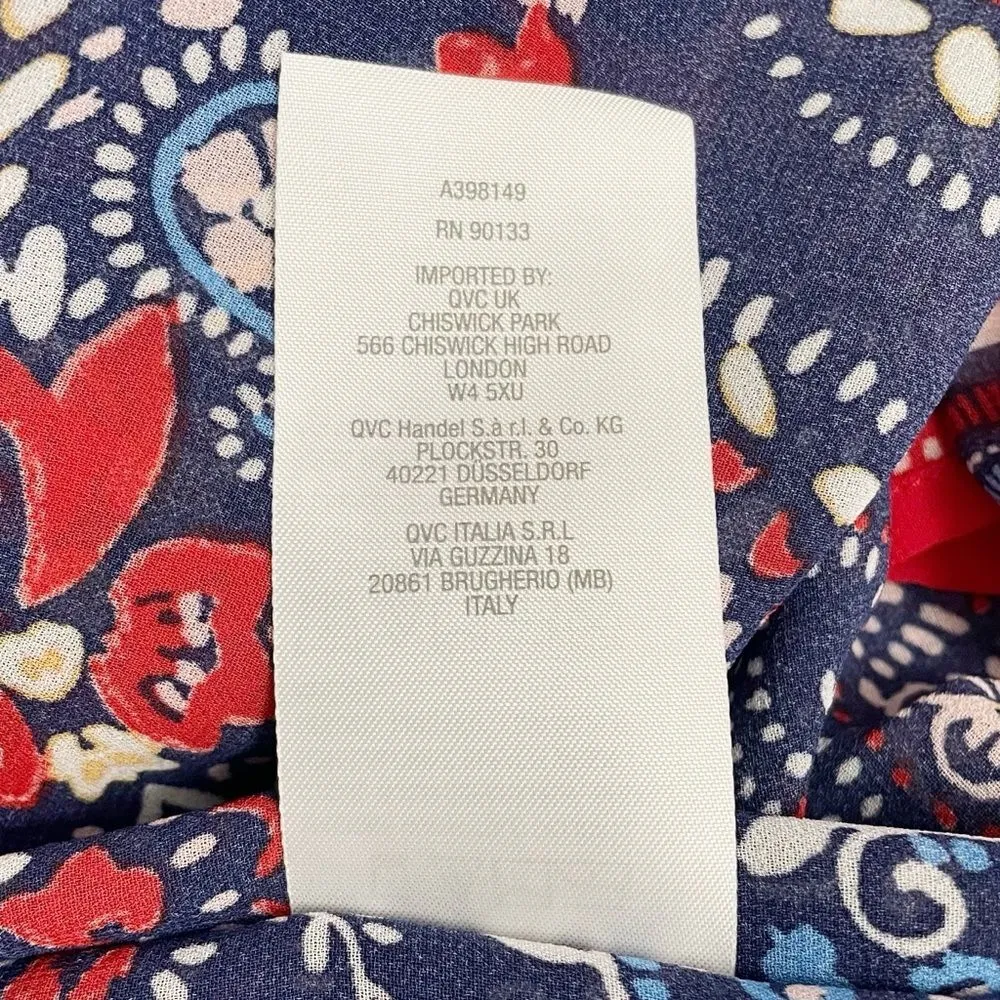 A398149
RN 90133
IMPORTED BY:
QVC UK
CHISWICK PARK
566 CHISWICK HIGH ROAD
LONDON
W4 5XU
QVC Handel S.à r.l. & Co. KG
PLOCKSTR. 30
40221 DÜSSELDORF
GERMANY
QVC ITALIA S.R.L
VIA GUZZINA 18
20861 BRUGHERIO (MB)
ITALY